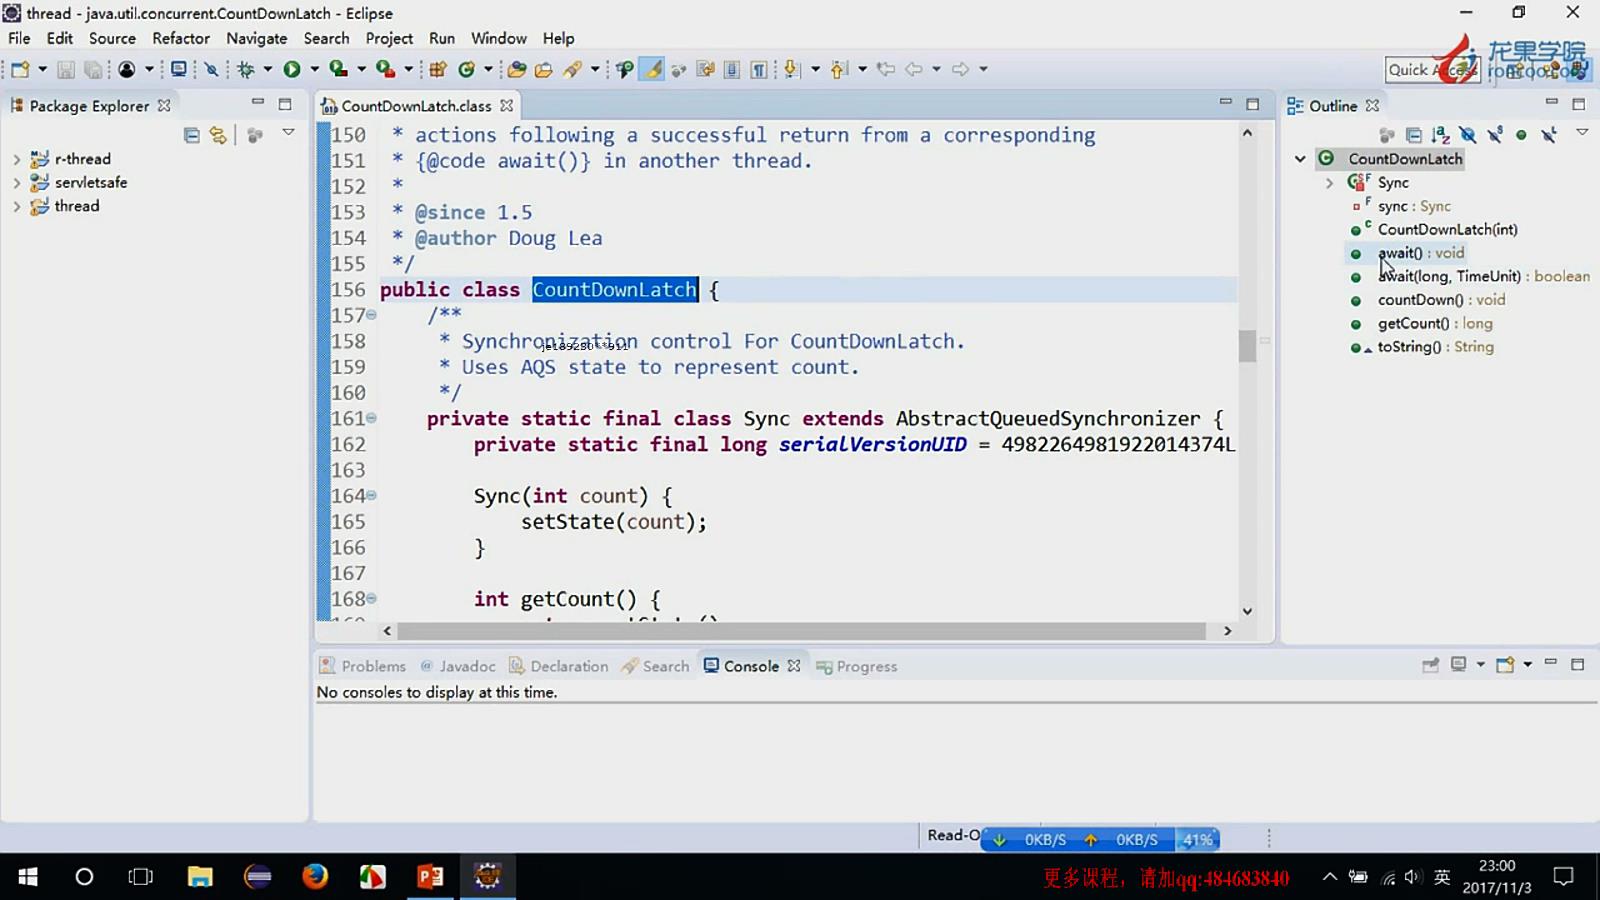 thread - java.util.concurrent.CountDownLatch - Eclipse
File Edit Source Refactor Navigate Search Project Run Window Help
Quick Access
龙果学院
roncoo.com
Package Explorer
r-thread
servletsafe
thread
CountDownLatch.class
150 * actions following a successful return from a corresponding
151 * {@code await()} in another thread.
152 *
153 * @since 1.5
154 * @author Doug Lea
155 */
156 public class CountDownLatch {
157 /**
158 * Synchronization control For CountDownLatch.
159 * Uses AQS state to represent count.
160 */
161 private static final class Sync extends AbstractQueuedSynchronizer {
162 private static final long serialVersionUID = 4982264981922014374L
163
164 Sync(int count) {
165 setState(count);
166 }
167
168 int getCount() {
Outline
CountDownLatch
Sync
sync : Sync
CountDownLatch(int)
await() : void
await(long, TimeUnit) : boolean
countDown() : void
getCount() : long
toString() : String
Problems @ Javadoc Declaration Search Console Progress
No consoles to display at this time.
Read-O
0KB/S 0KB/S 41%
更多课程，请加qq:484683840
英
23:00
2017/11/3